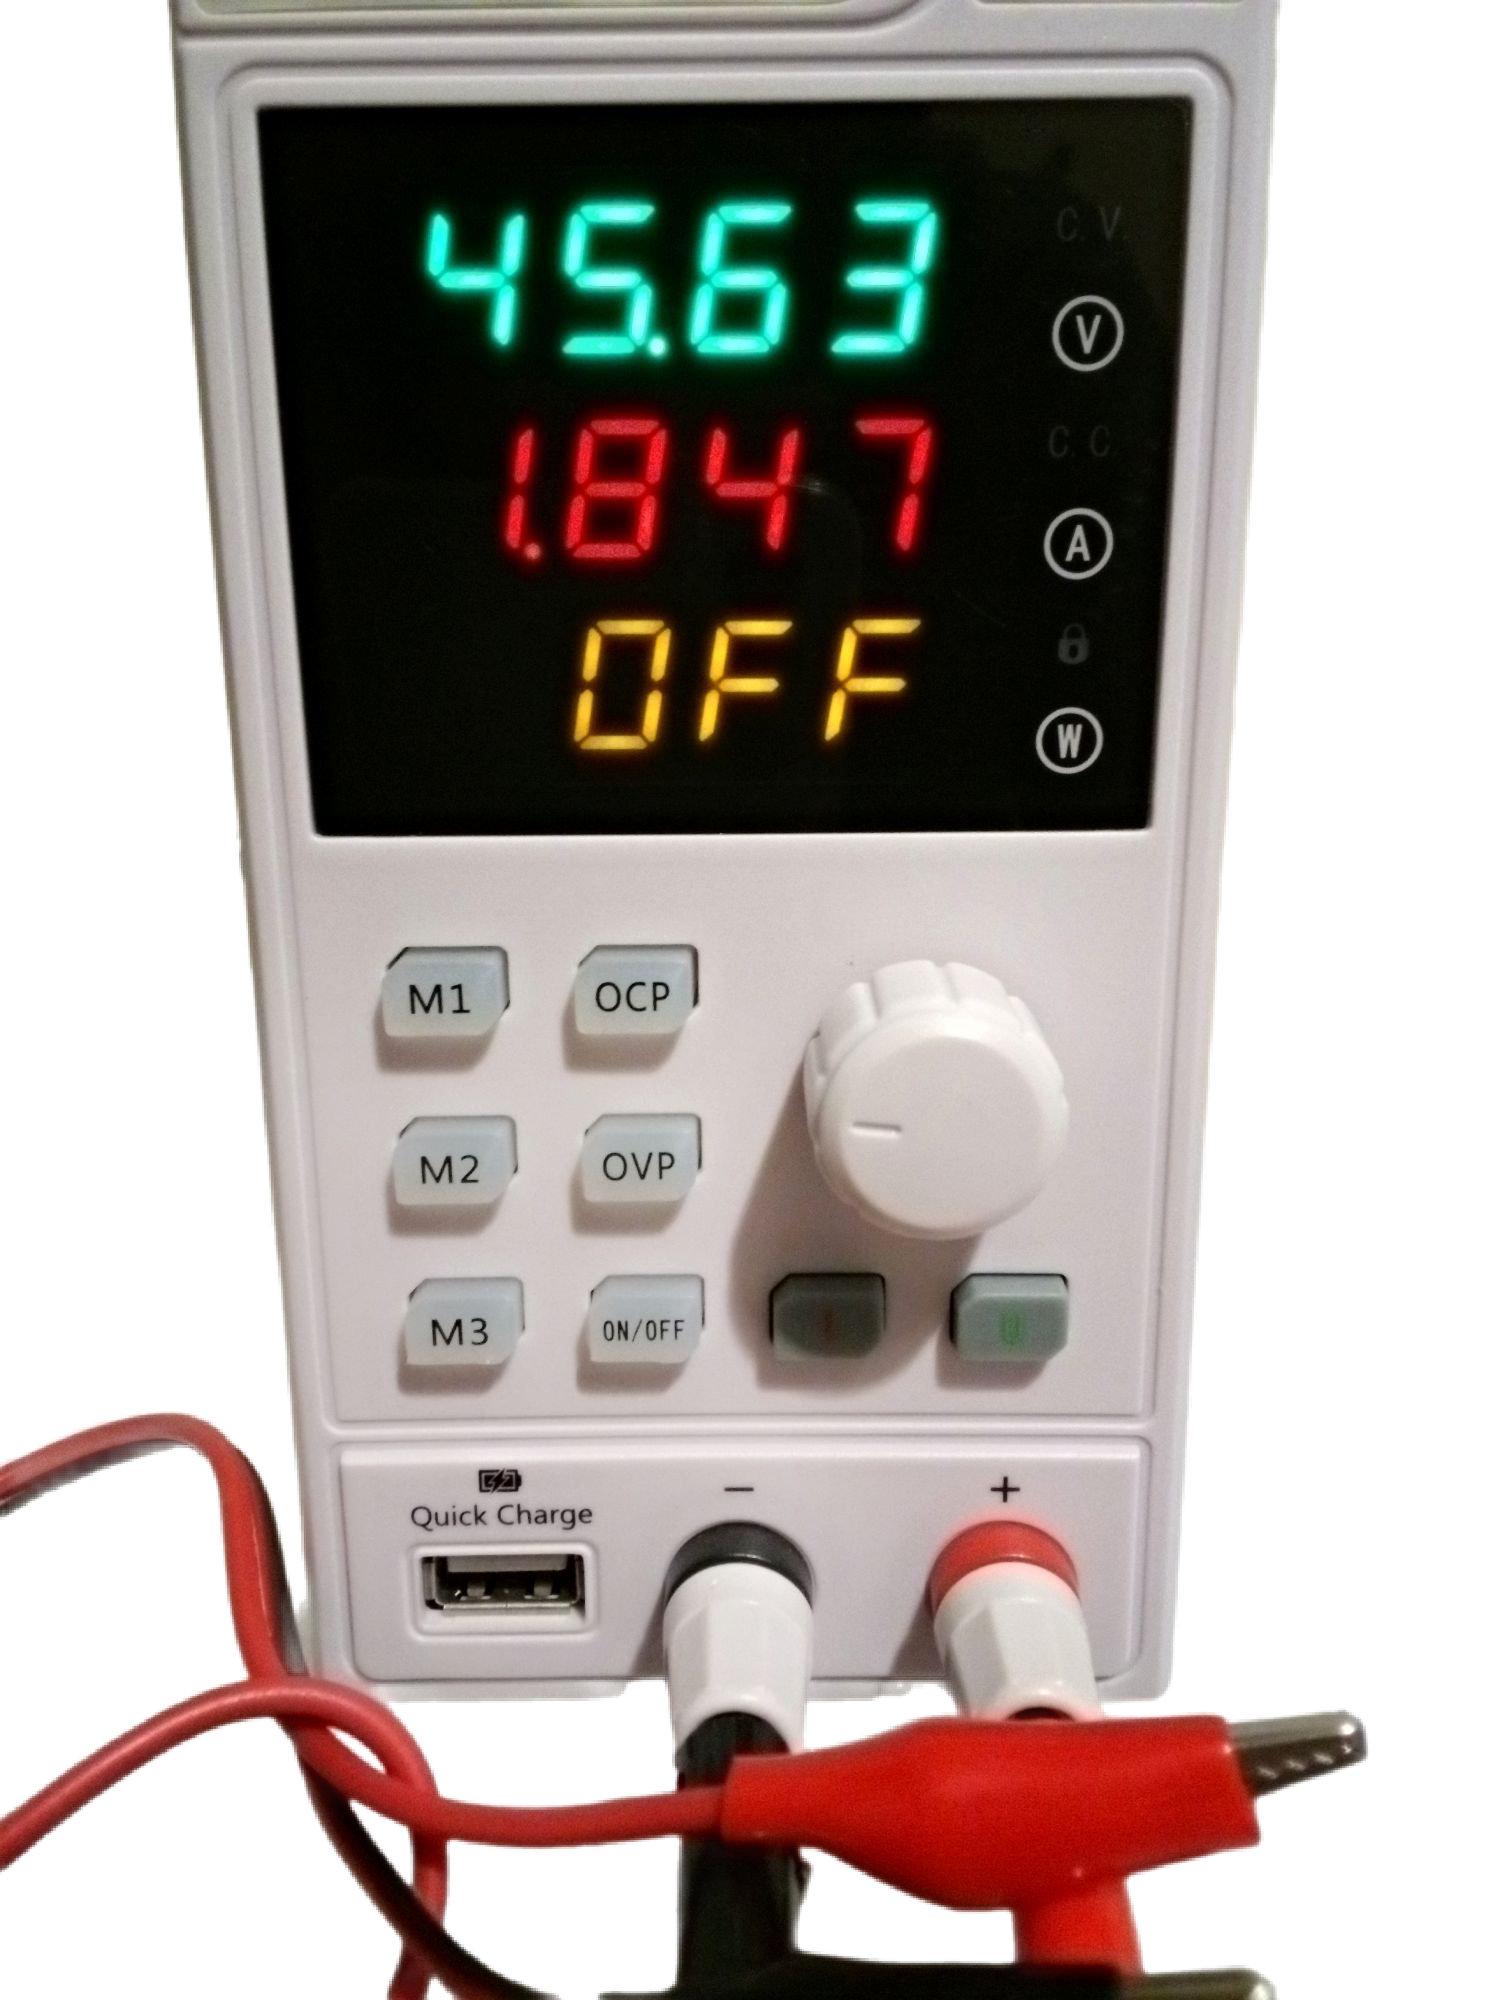 45.63
C.V.
V
1.847
C.C
A
OFF
W
M1 OCP
M2 OVP
M3 ON/OFF I U
Quick Charge
− +